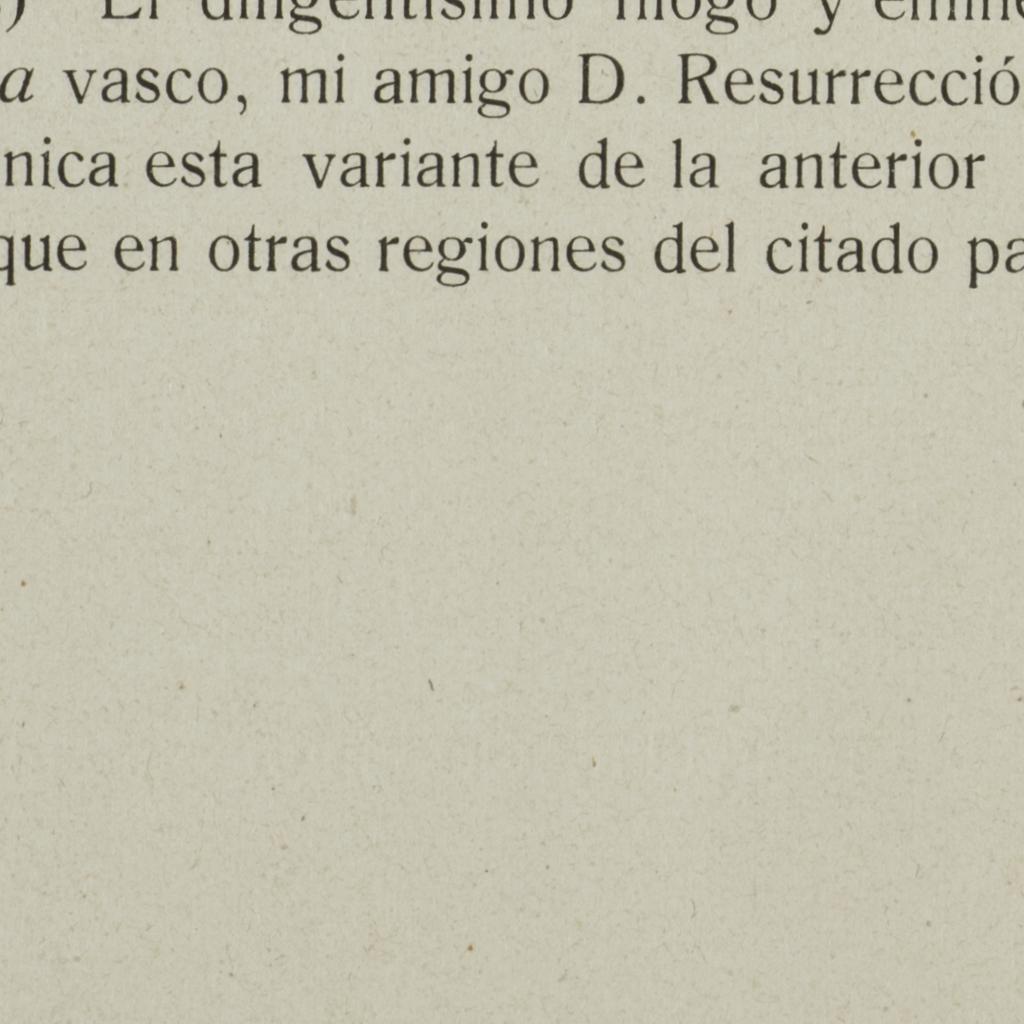 ) El diligentísimo filólogo y
a vasco, mi amigo D. Resurrecció
nica esta variante de la anterior
que en otras regiones del citado pa